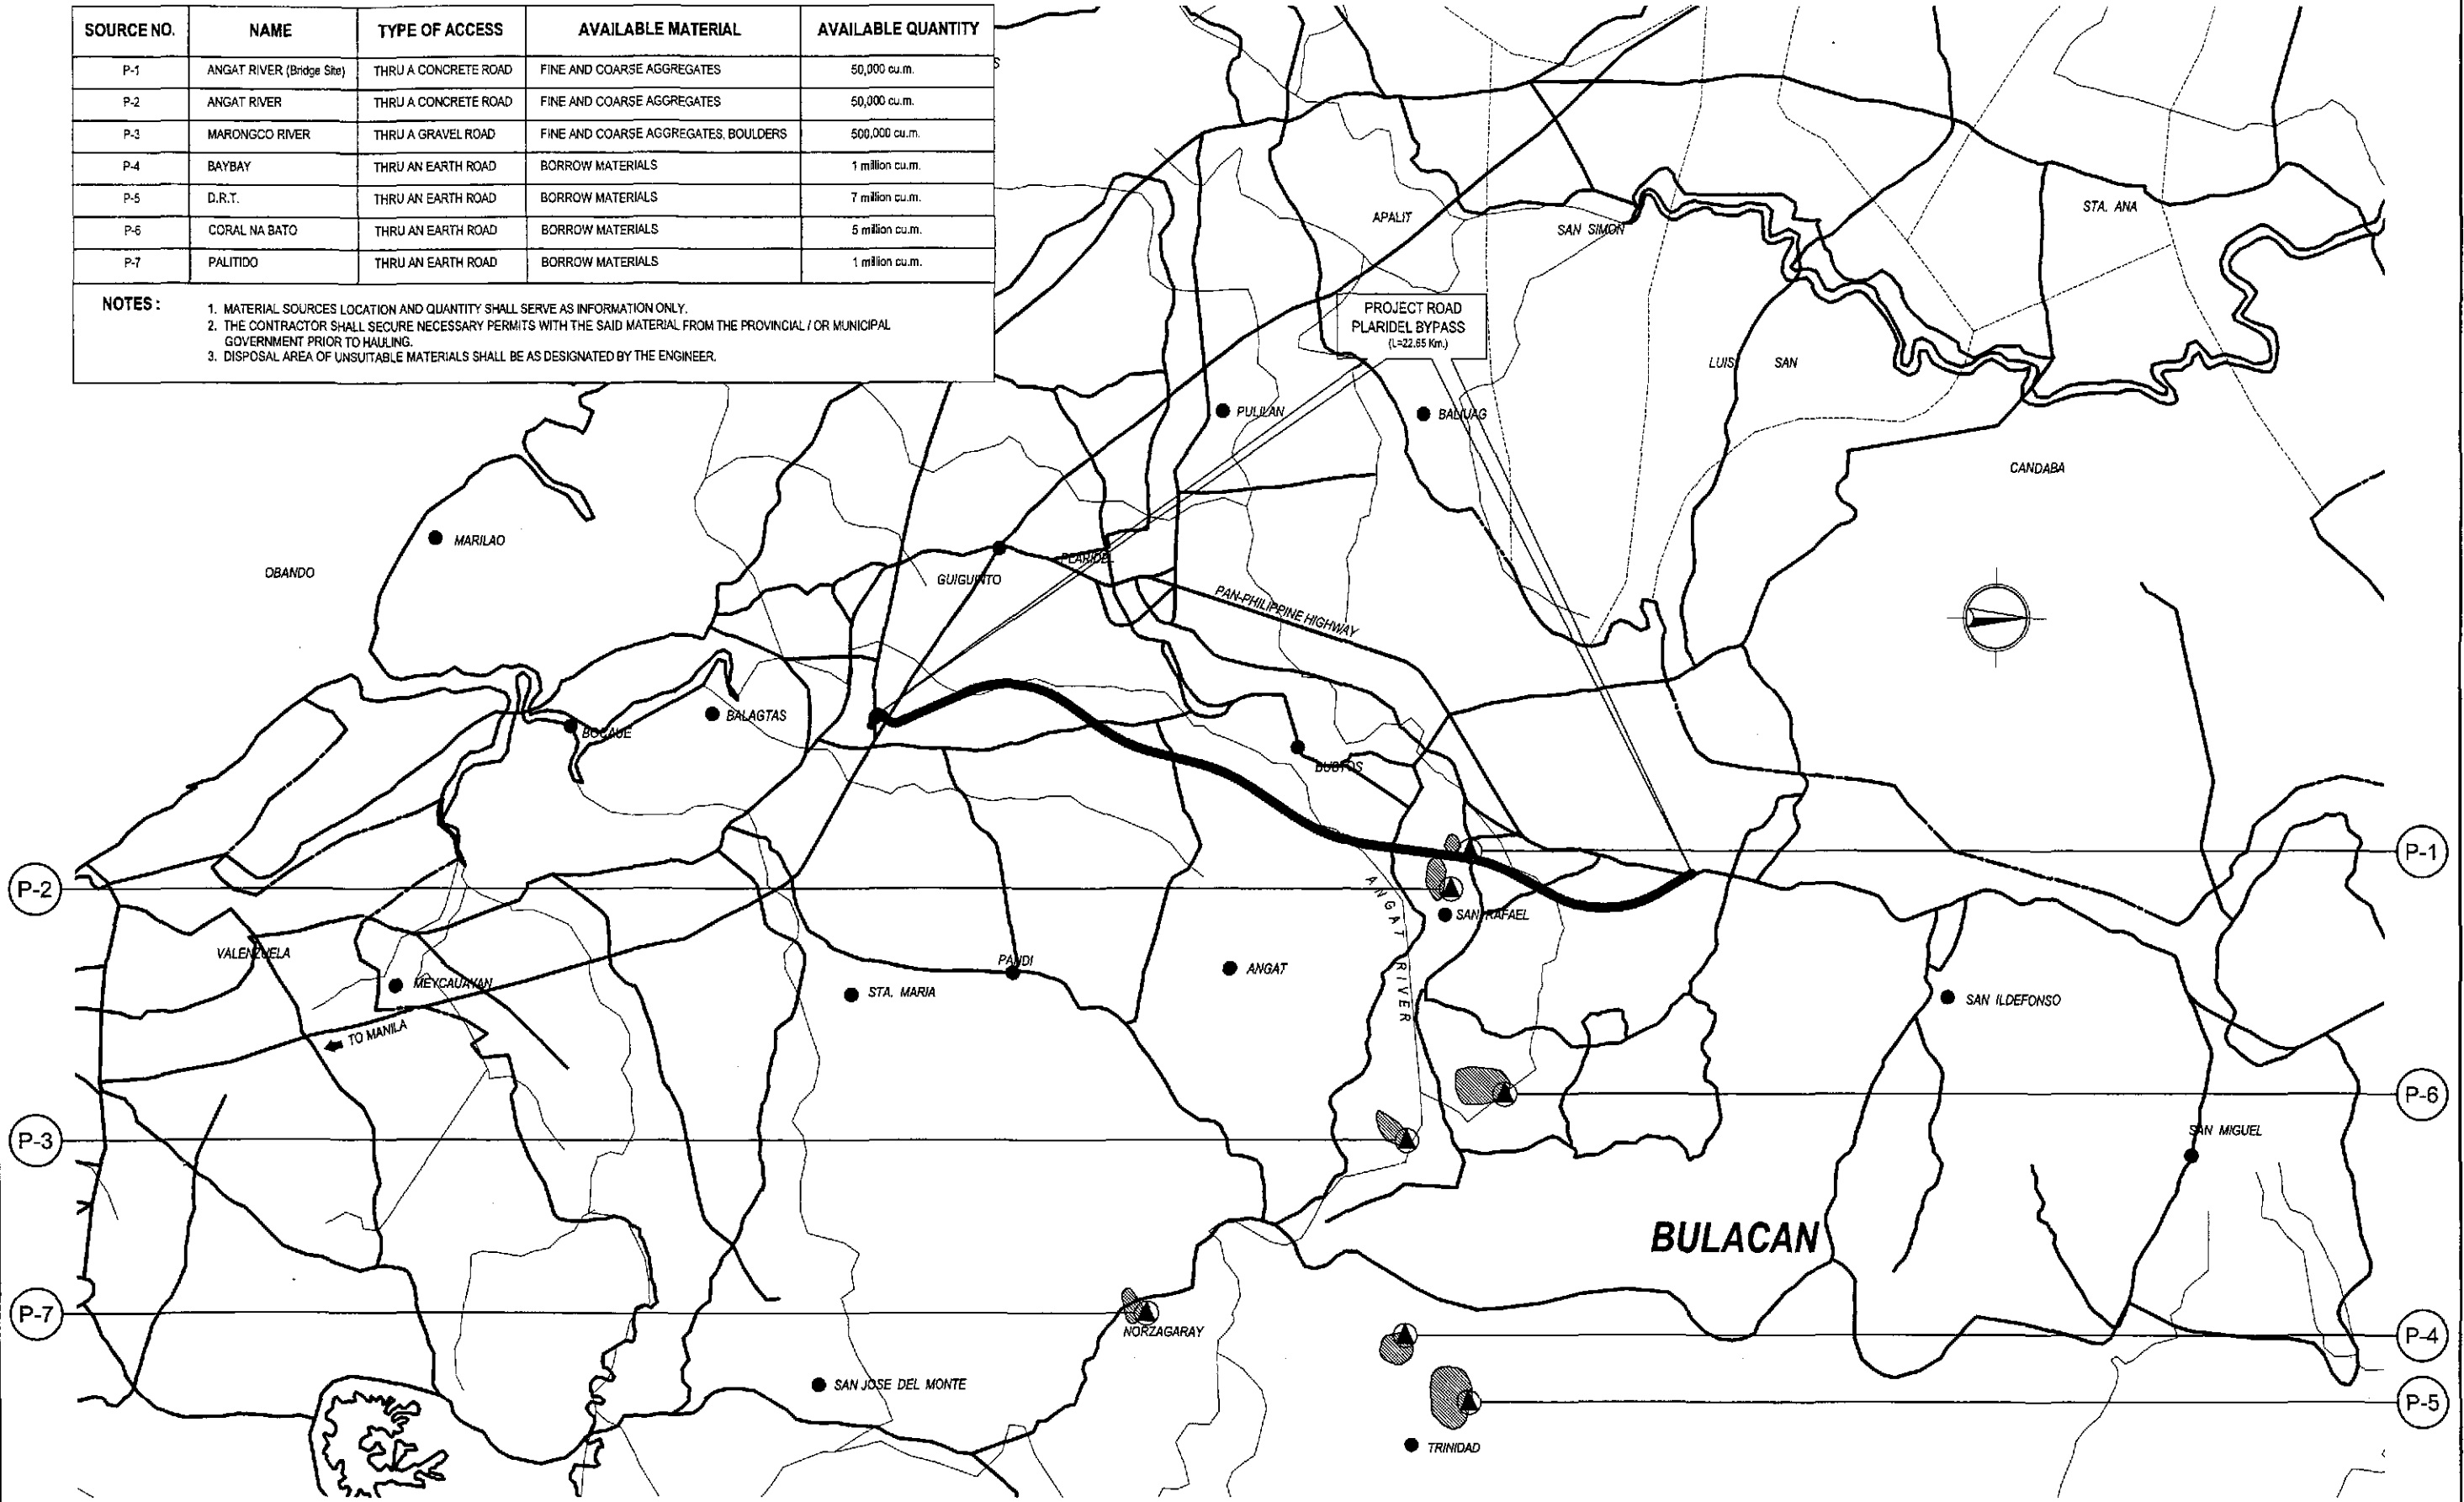 SOURCE NO. NAME TYPE OF ACCESS AVAILABLE MATERIAL AVAILABLE QUANTITY
P-1 ANGAT RIVER (Bridge Site) THRU A CONCRETE ROAD FINE AND COARSE AGGREGATES 50,000 cu.m.
P-2 ANGAT RIVER THRU A CONCRETE ROAD FINE AND COARSE AGGREGATES 50,000 cu.m.
P-3 MARONGCO RIVER THRU A GRAVEL ROAD FINE AND COARSE AGGREGATES, BOULDERS 500,000 cu.m.
P-4 BAYBAY THRU AN EARTH ROAD BORROW MATERIALS 1 million cu.m.
P-5 D.R.T. THRU AN EARTH ROAD BORROW MATERIALS 7 million cu.m.
P-6 CORAL NA BATO THRU AN EARTH ROAD BORROW MATERIALS 5 million cu.m.
P-7 PALITIDO THRU AN EARTH ROAD BORROW MATERIALS 1 million cu.m.
NOTES :
1. MATERIAL SOURCES LOCATION AND QUANTITY SHALL SERVE AS INFORMATION ONLY.
2. THE CONTRACTOR SHALL SECURE NECESSARY PERMITS WITH THE SAID MATERIAL FROM THE PROVINCIAL / OR MUNICIPAL
GOVERNMENT PRIOR TO HAULING.
3. DISPOSAL AREA OF UNSUITABLE MATERIALS SHALL BE AS DESIGNATED BY THE ENGINEER.
S
APALIT
SAN SIMON
STA. ANA
PROJECT ROAD
PLARIDEL BYPASS
(L=22.65 Km.)
LUIS SAN
PULILAN
BALIUAG
CANDABA
MARILAO
OBANDO
GUIGUINTO
PLARIDEL
PAN-PHILIPPINE HIGHWAY
BALAGTAS
BOCAUE
BUSTOS
P-1
P-2
ANGAT RIVER
SAN RAFAEL
VALENZUELA
MEYCAUAYAN
STA. MARIA
PANDI
ANGAT
SAN ILDEFONSO
TO MANILA
P-6
P-3
SAN MIGUEL
BULACAN
P-7
NORZAGARAY
P-4
SAN JOSE DEL MONTE
P-5
TRINIDAD